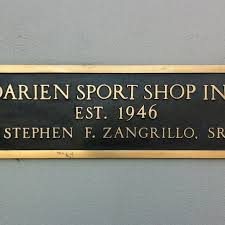 DARIEN SPORT SHOP IN
EST. 1946
STEPHEN F. ZANGRILLO, SR